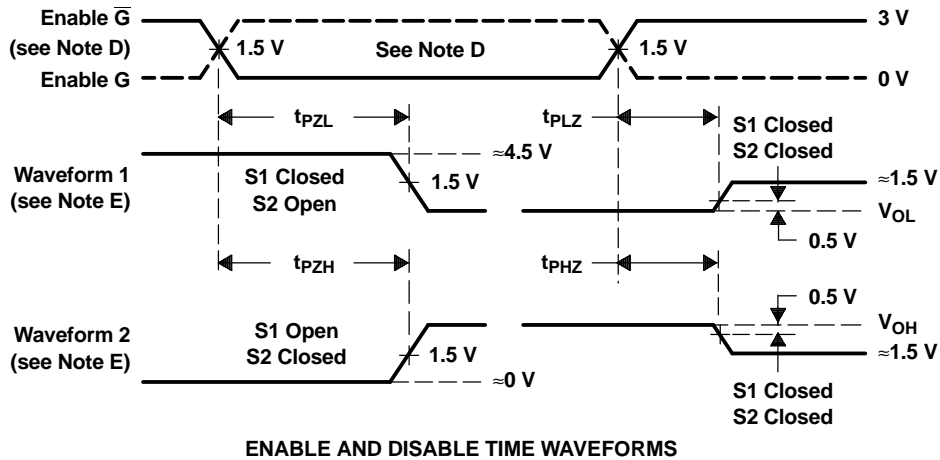 Enable G̅
(see Note D)
Enable G
1.5 V
See Note D
1.5 V
3 V
0 V
tPZL
tPLZ
S1 Closed
S2 Closed
Waveform 1
(see Note E)
S1 Closed
S2 Open
≈4.5 V
1.5 V
≈1.5 V
VOL
0.5 V
tPZH
tPHZ
0.5 V
Waveform 2
(see Note E)
S1 Open
S2 Closed
1.5 V
≈0 V
VOH
≈1.5 V
S1 Closed
S2 Closed
ENABLE AND DISABLE TIME WAVEFORMS